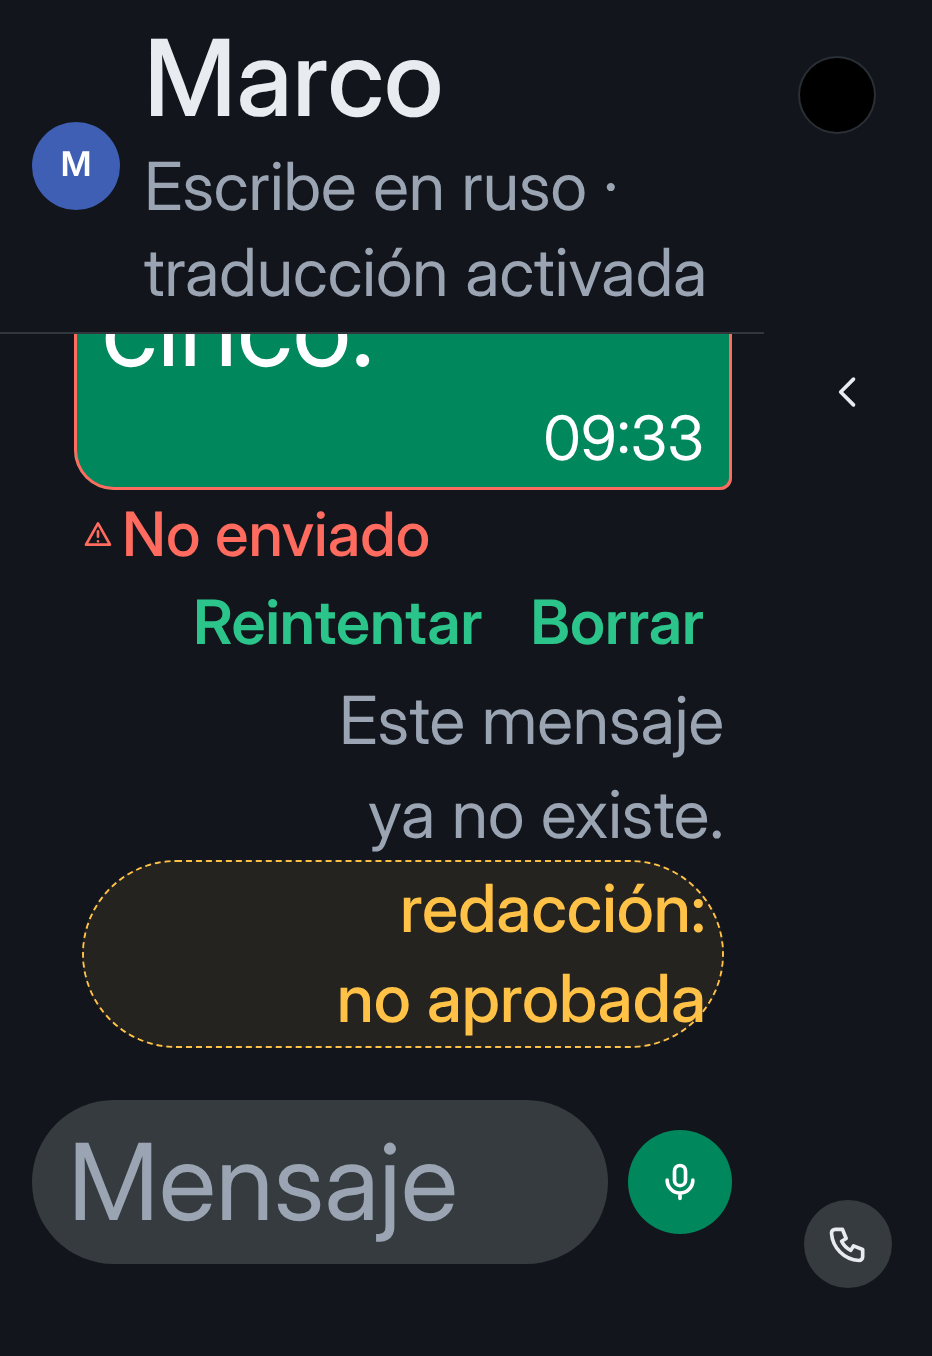 Marco
M
Escribe en ruso ·
traducción activada
cinco.
09:33
No enviado
Reintentar Borrar
Este mensaje
ya no existe.
redacción:
no aprobada
Mensaje